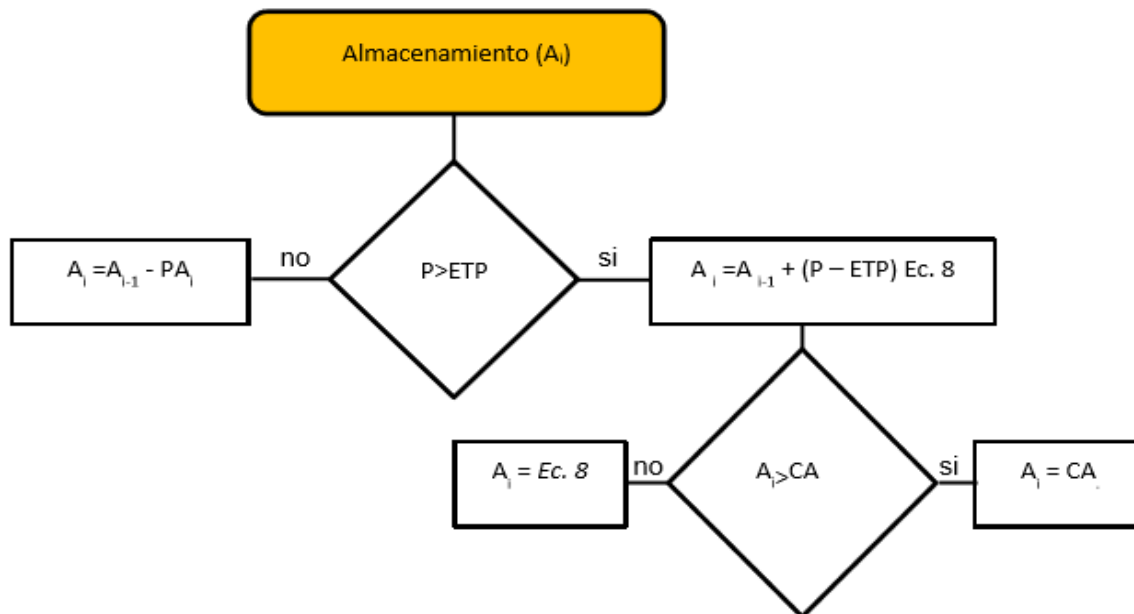 Almacenamiento (Aᵢ)
P>ETP
no
si
Aᵢ =Aᵢ₋₁ - PAᵢ
A ᵢ =A ᵢ₋₁ + (P – ETP) Ec. 8
Aᵢ>CA
no
si
Aᵢ = Ec. 8
Aᵢ = CA.